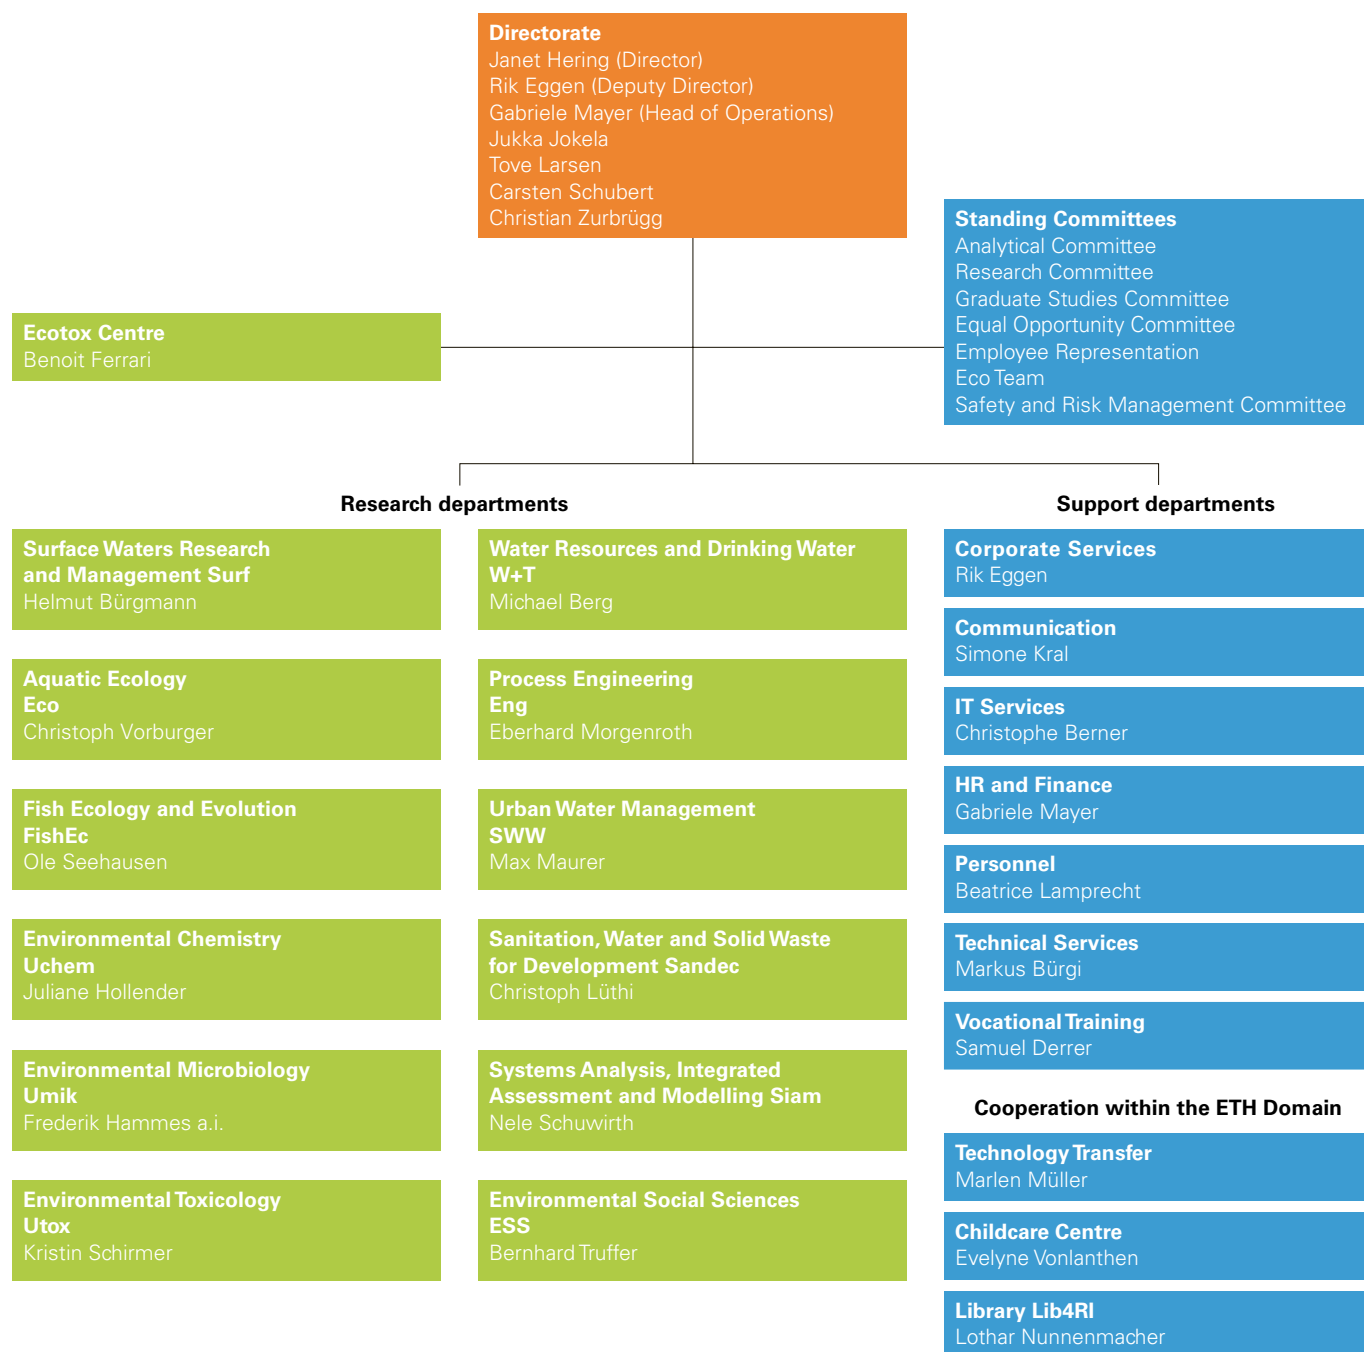 Directorate
Janet Hering (Director)
Rik Eggen (Deputy Director)
Gabriele Mayer (Head of Operations)
Jukka Jokela
Tove Larsen
Carsten Schubert
Christian Zurbrügg
Standing Committees
Analytical Committee
Research Committee
Graduate Studies Committee
Equal Opportunity Committee
Employee Representation
Eco Team
Safety and Risk Management Committee
Ecotox Centre
Benoit Ferrari
Research departments
Surface Waters Research
and Management Surf
Helmut Bürgmann
Aquatic Ecology
Eco
Christoph Vorburger
Fish Ecology and Evolution
FishEc
Ole Seehausen
Environmental Chemistry
Uchem
Juliane Hollender
Environmental Microbiology
Umik
Frederik Hammes a.i.
Environmental Toxicology
Utox
Kristin Schirmer
Water Resources and Drinking Water
W+T
Michael Berg
Process Engineering
Eng
Eberhard Morgenroth
Urban Water Management
SWW
Max Maurer
Sanitation, Water and Solid Waste
for Development Sandec
Christoph Lüthi
Systems Analysis, Integrated
Assessment and Modelling Siam
Nele Schuwirth
Environmental Social Sciences
ESS
Bernhard Truffer
Support departments
Corporate Services
Rik Eggen
Communication
Simone Kral
IT Services
Christophe Berner
HR and Finance
Gabriele Mayer
Personnel
Beatrice Lamprecht
Technical Services
Markus Bürgi
Vocational Training
Samuel Derrer
Cooperation within the ETH Domain
Technology Transfer
Marlen Müller
Childcare Centre
Evelyne Vonlanthen
Library Lib4RI
Lothar Nunnenmacher